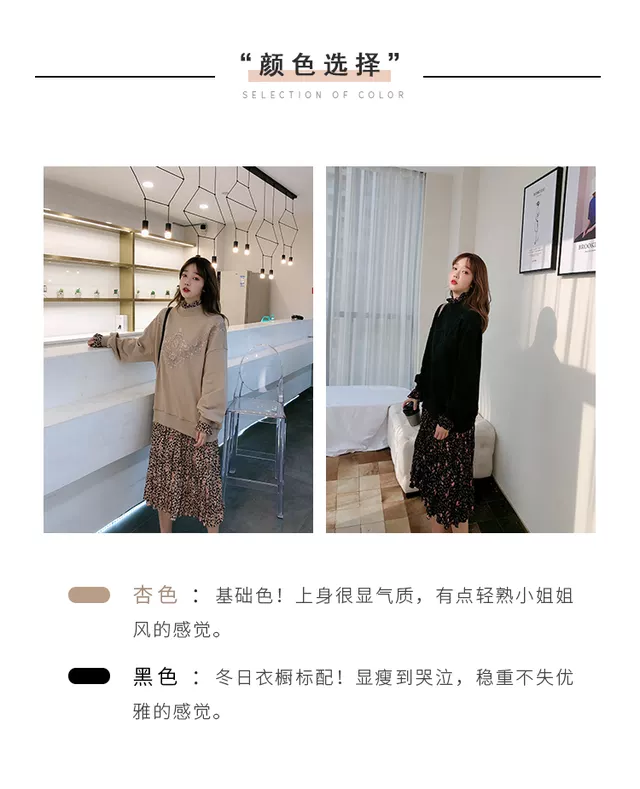 “颜色选择”
SELECTION OF COLOR
杏色 ：基础色！上身很显气质，有点轻熟小姐姐
风的感觉。
黑色 ：冬日衣橱标配！显瘦到哭泣，稳重不失优
雅的感觉。